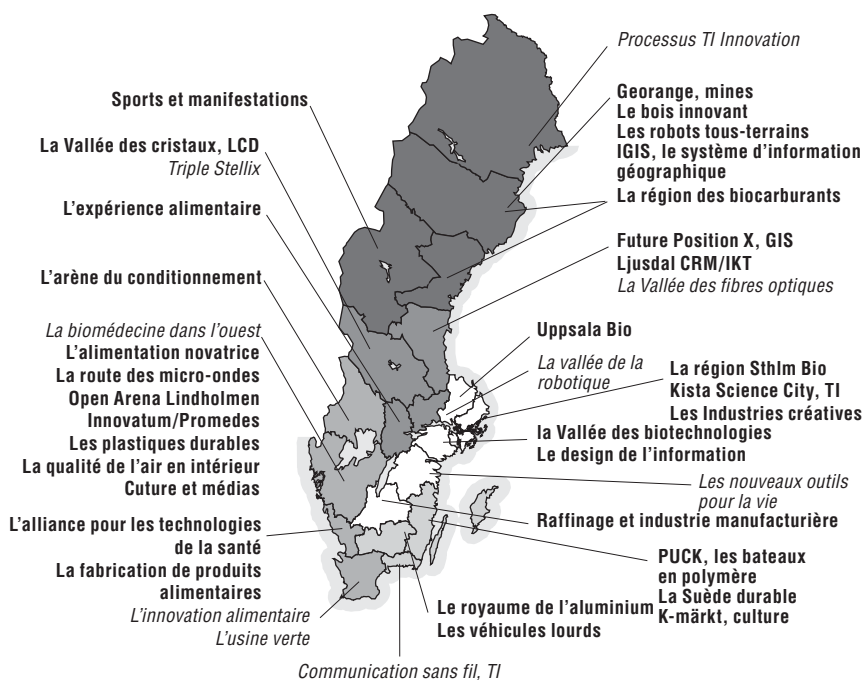 Processus TI Innovation
Sports et manifestations
La Vallée des cristaux, LCD
Triple Stellix
L'expérience alimentaire
L'arène du conditionnement
La biomédecine dans l'ouest
L'alimentation novatrice
La route des micro-ondes
Open Arena Lindholmen
Innovatum/Promedes
Les plastiques durables
La qualité de l'air en intérieur
Cuture et médias
L'alliance pour les technologies
de la santé
La fabrication de produits
alimentaires
L'innovation alimentaire
L'usine verte
Communication sans fil, TI
Georange, mines
Le bois innovant
Les robots tous-terrains
IGIS, le système d'information
géographique
La région des biocarburants
Future Position X, GIS
Ljusdal CRM/IKT
La Vallée des fibres optiques
Uppsala Bio
La vallée de la
robotique
La région Sthlm Bio
Kista Science City, TI
Les Industries créatives
la Vallée des biotechnologies
Le design de l'information
Les nouveaux outils
pour la vie
Raffinage et industrie manufacturière
PUCK, les bateaux
en polymère
La Suède durable
K-märkt, culture
Le royaume de l'aluminium
Les véhicules lourds